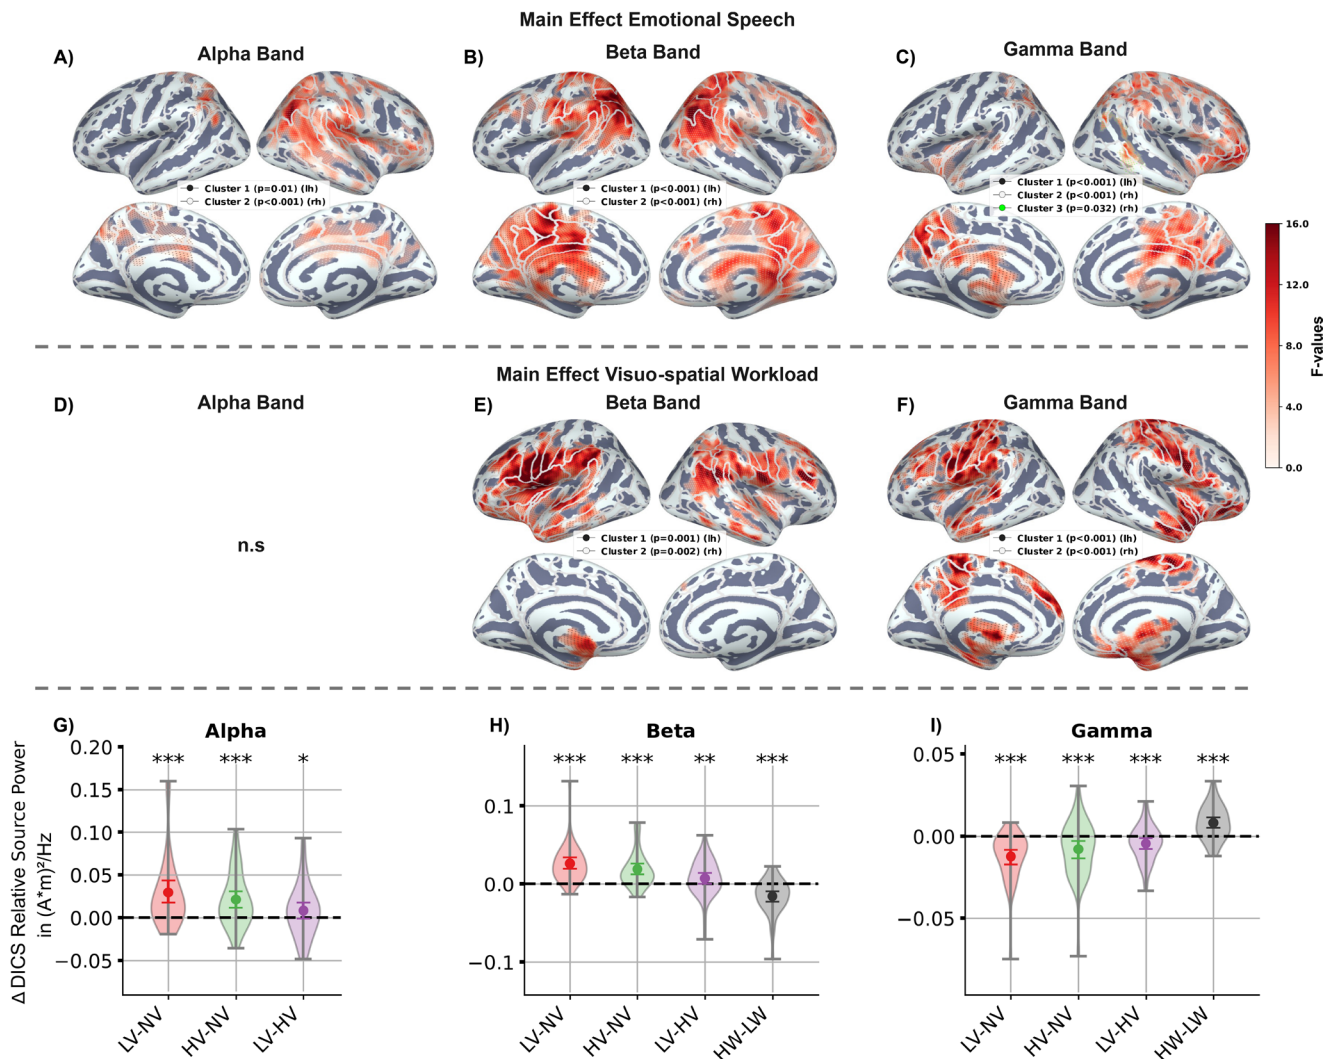 Main Effect Emotional Speech
A)
Alpha Band
B)
Beta Band
C)
Gamma Band
Cluster 1 (p=0.01) (lh)
Cluster 2 (p<0.001) (rh)
Cluster 1 (p<0.001) (lh)
Cluster 2 (p<0.001) (rh)
Cluster 1 (p<0.001) (lh)
Cluster 2 (p<0.001) (rh)
Cluster 3 (p=0.032) (rh)
16.0
12.0
8.0
4.0
0.0
F-values
Main Effect Visuo-spatial Workload
D)
Alpha Band
E)
Beta Band
F)
Gamma Band
n.s
Cluster 1 (p=0.001) (lh)
Cluster 2 (p=0.002) (rh)
Cluster 1 (p<0.001) (lh)
Cluster 2 (p<0.001) (rh)
G)
Alpha
H)
Beta
I)
Gamma
Δ DICS Relative Source Power
in (A*m)²/Hz
0.20
0.15
0.10
0.05
0.00
−0.05
*** *** *
LV-NV HV-NV LV-HV
0.1
0.0
−0.1
*** *** ** ***
LV-NV HV-NV LV-HV HW-LW
0.05
0.00
−0.05
*** *** *** ***
LV-NV HV-NV LV-HV HW-LW